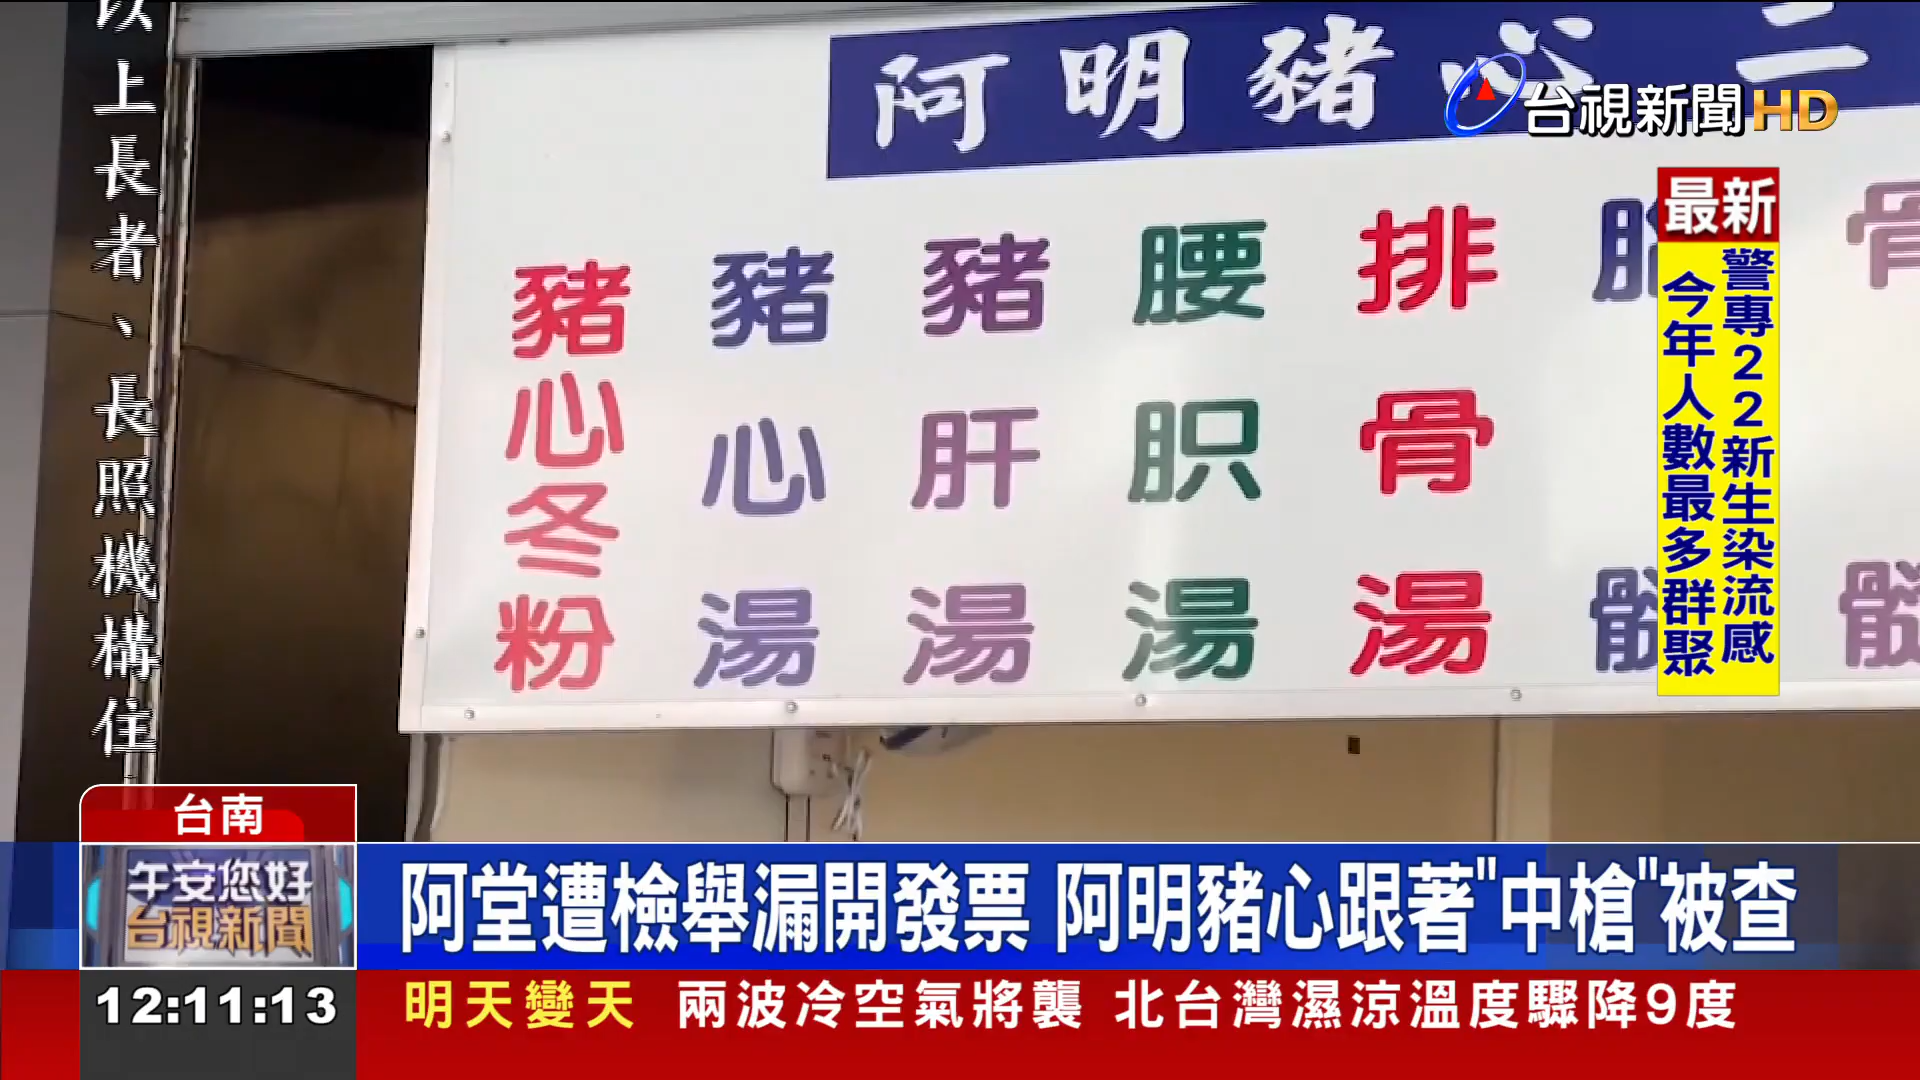 以上長者、長照機構住
阿明豬心 二
台視新聞HD
最新
警專22新生染流感
今年人數最多群聚
豬心冬粉
豬心湯
豬肝湯
腰胑湯
排骨湯
台南
午安您好
台視新聞
阿堂遭檢舉漏開發票 阿明豬心跟著"中槍"被查
12:11:13
明天變天 兩波冷空氣將襲 北台灣濕涼溫度驟降9度